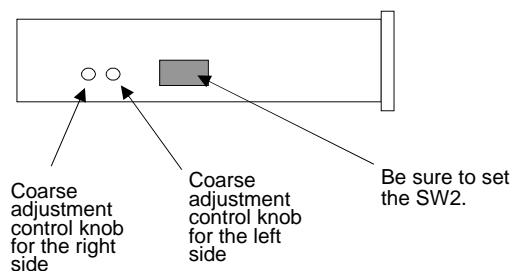 Coarse
adjustment
control knob
for the right
side
Coarse
adjustment
control knob
for the left
side
Be sure to set
the SW2.